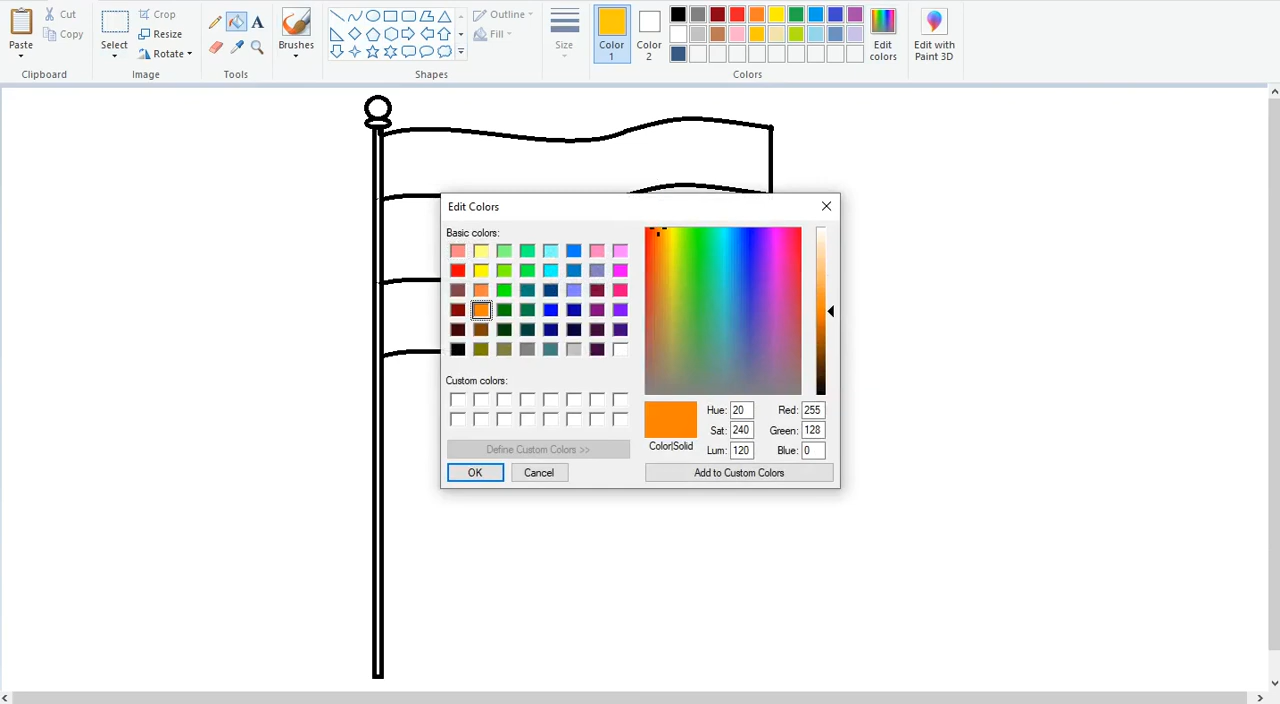 Cut
Crop
Outline
Copy
Resize
Fill
Paste
Select
Rotate
A
Brushes
Size
Color 1
Color 2
Edit colors
Edit with Paint 3D
Clipboard
Image
Tools
Shapes
Colors
Edit Colors
Basic colors:
Custom colors:
Hue: 20 Red: 255
Sat: 240 Green: 128
Color|Solid
Lum: 120 Blue: 0
Define Custom Colors >>
OK Cancel Add to Custom Colors